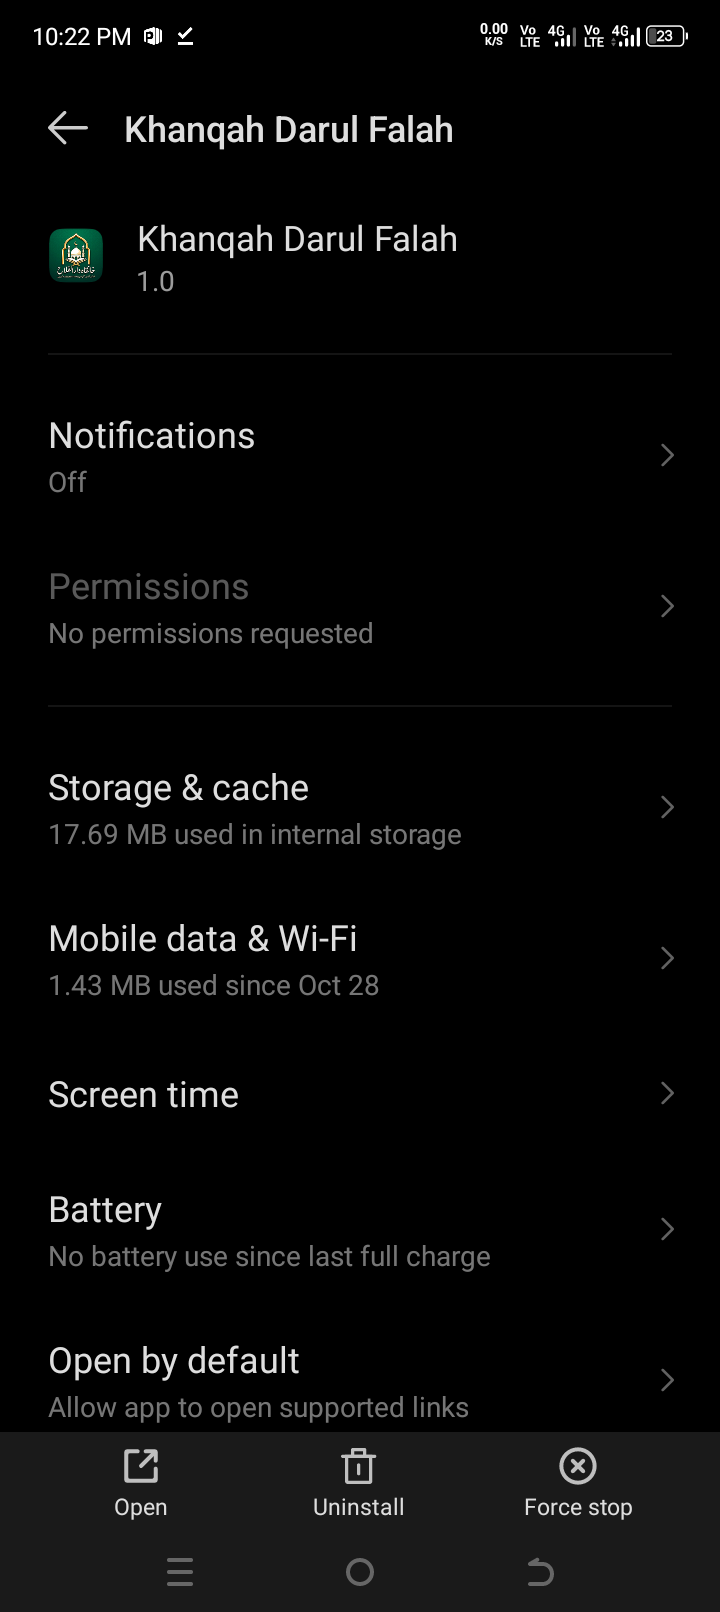 10:22 PM
0.00 K/S Vo LTE 4G Vo LTE 4G 23
Khanqah Darul Falah
Khanqah Darul Falah
1.0
Notifications
Off
Permissions
No permissions requested
Storage & cache
17.69 MB used in internal storage
Mobile data & Wi-Fi
1.43 MB used since Oct 28
Screen time
Battery
No battery use since last full charge
Open by default
Allow app to open supported links
Open Uninstall Force stop